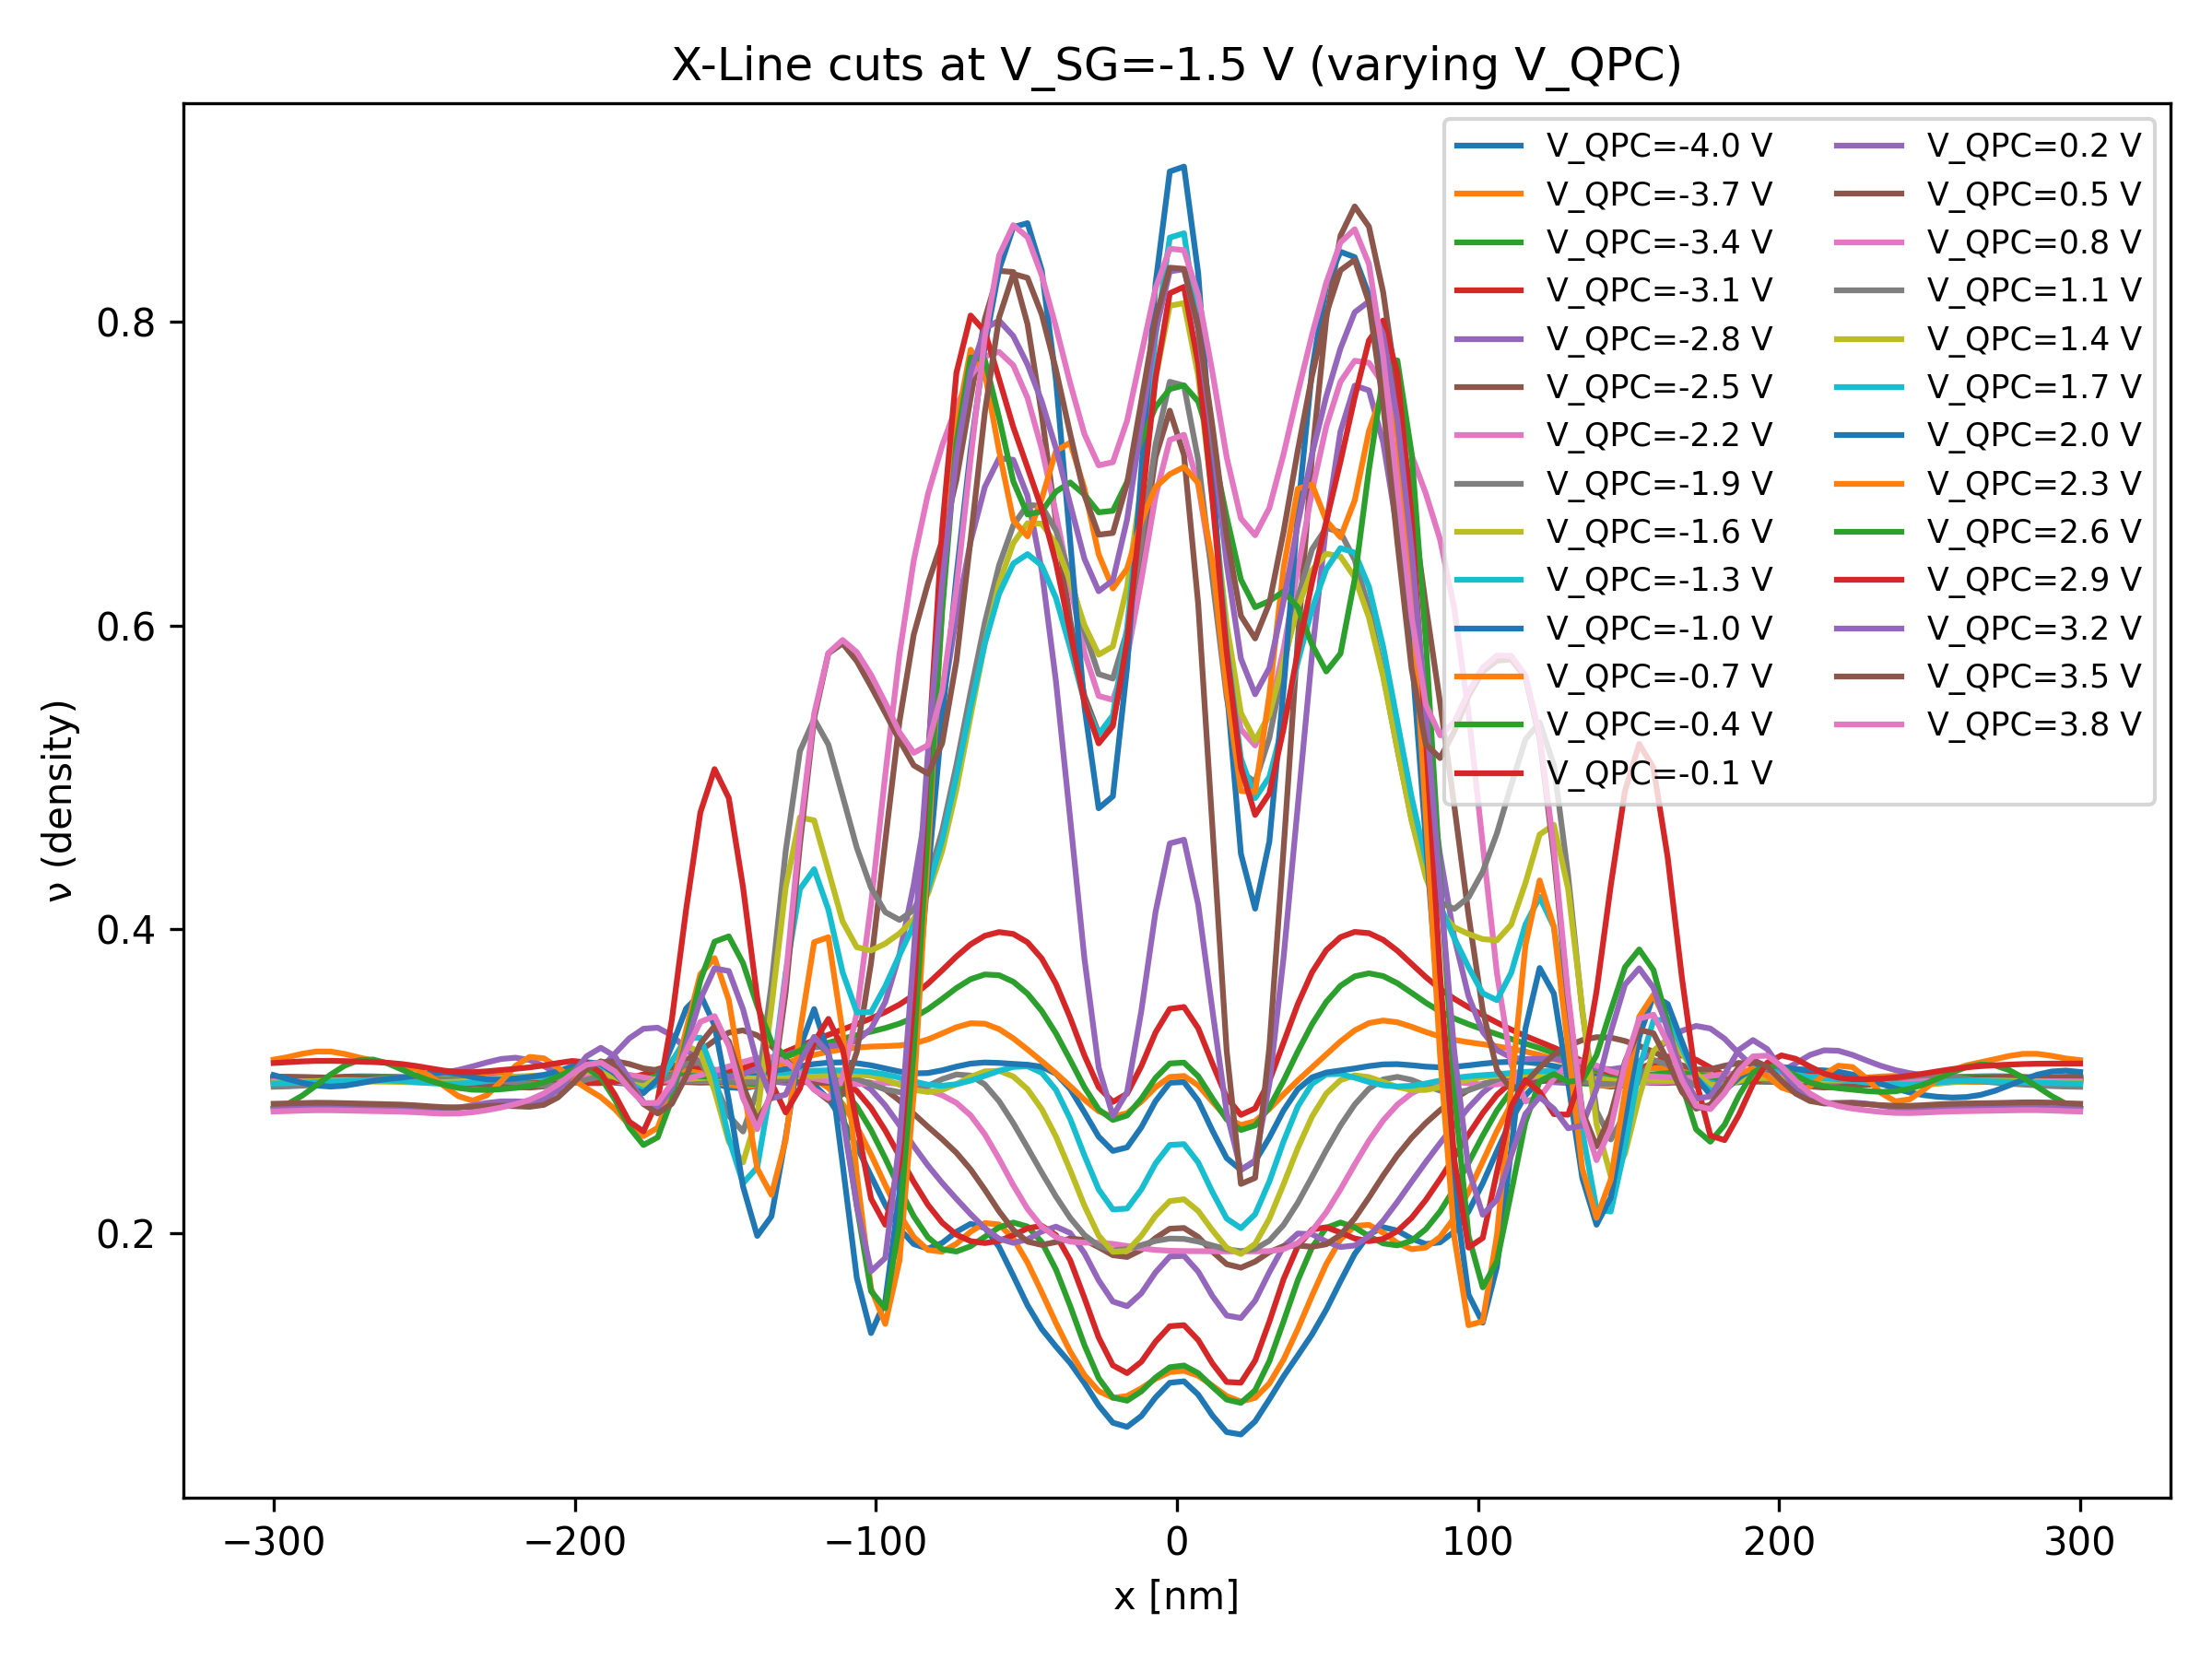 X-Line cuts at V_SG=-1.5 V (varying V_QPC)
V_QPC=-4.0 V
V_QPC=-3.7 V
V_QPC=-3.4 V
V_QPC=-3.1 V
V_QPC=-2.8 V
V_QPC=-2.5 V
V_QPC=-2.2 V
V_QPC=-1.9 V
V_QPC=-1.6 V
V_QPC=-1.3 V
V_QPC=-1.0 V
V_QPC=-0.7 V
V_QPC=-0.4 V
V_QPC=-0.1 V
V_QPC=0.2 V
V_QPC=0.5 V
V_QPC=0.8 V
V_QPC=1.1 V
V_QPC=1.4 V
V_QPC=1.7 V
V_QPC=2.0 V
V_QPC=2.3 V
V_QPC=2.6 V
V_QPC=2.9 V
V_QPC=3.2 V
V_QPC=3.5 V
V_QPC=3.8 V
ν (density)
0.8
0.6
0.4
0.2
−300
−200
−100
0
100
200
300
x [nm]